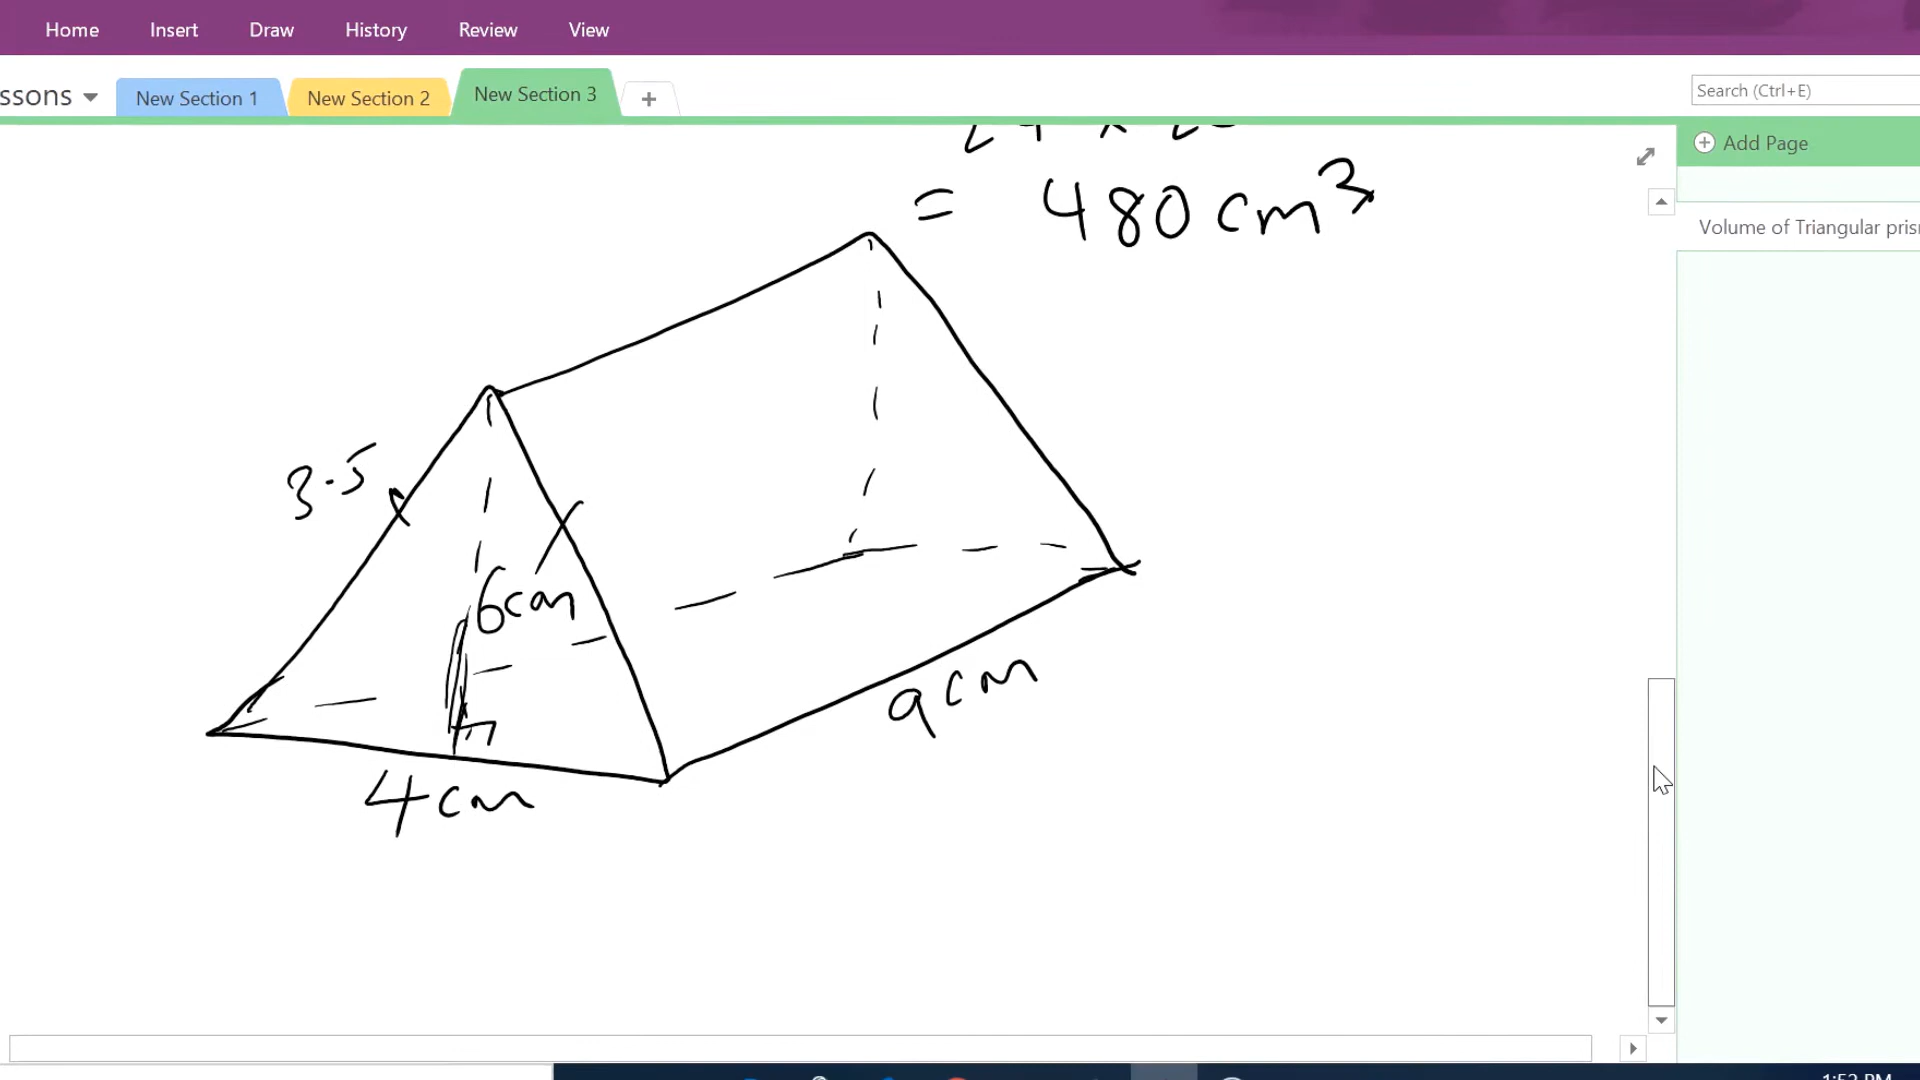 Home Insert Draw History Review View
ssons New Section 1 New Section 2 New Section 3 +
Search (Ctrl+E)
Add Page
Volume of Triangular pris
= 480 cm³
3.5
6cm
9cm
4cm